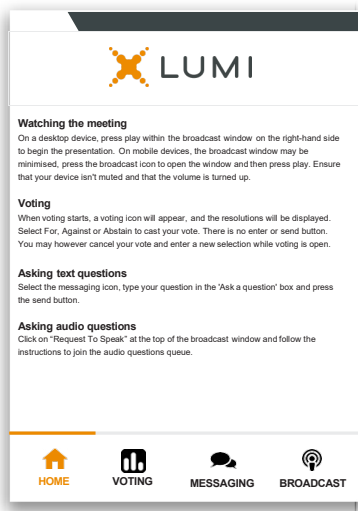 LUMI
Watching the meeting
On a desktop device, press play within the broadcast window on the right-hand side
to begin the presentation. On mobile devices, the broadcast window may be
minimised, press the broadcast icon to open the window and then press play. Ensure
that your device isn't muted and that the volume is turned up.
Voting
When voting starts, a voting icon will appear, and the resolutions will be displayed.
Select For, Against or Abstain to cast your vote. There is no enter or send button.
You may however cancel your vote and enter a new selection while voting is open.
Asking text questions
Select the messaging icon, type your question in the 'Ask a question' box and press
the send button.
Asking audio questions
Click on “Request To Speak” at the top of the broadcast window and follow the
instructions to join the audio questions queue.
HOME VOTING MESSAGING BROADCAST